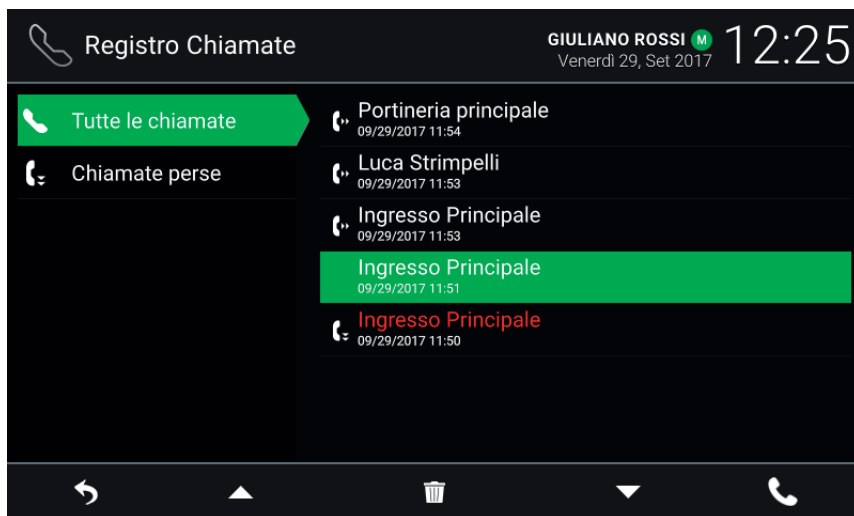 Registro Chiamate
GIULIANO ROSSI M
Venerdì 29, Set 2017
12:25
Tutte le chiamate
Chiamate perse
Portineria principale
09/29/2017 11:54
Luca Strimpelli
09/29/2017 11:53
Ingresso Principale
09/29/2017 11:53
Ingresso Principale
09/29/2017 11:51
Ingresso Principale
09/29/2017 11:50